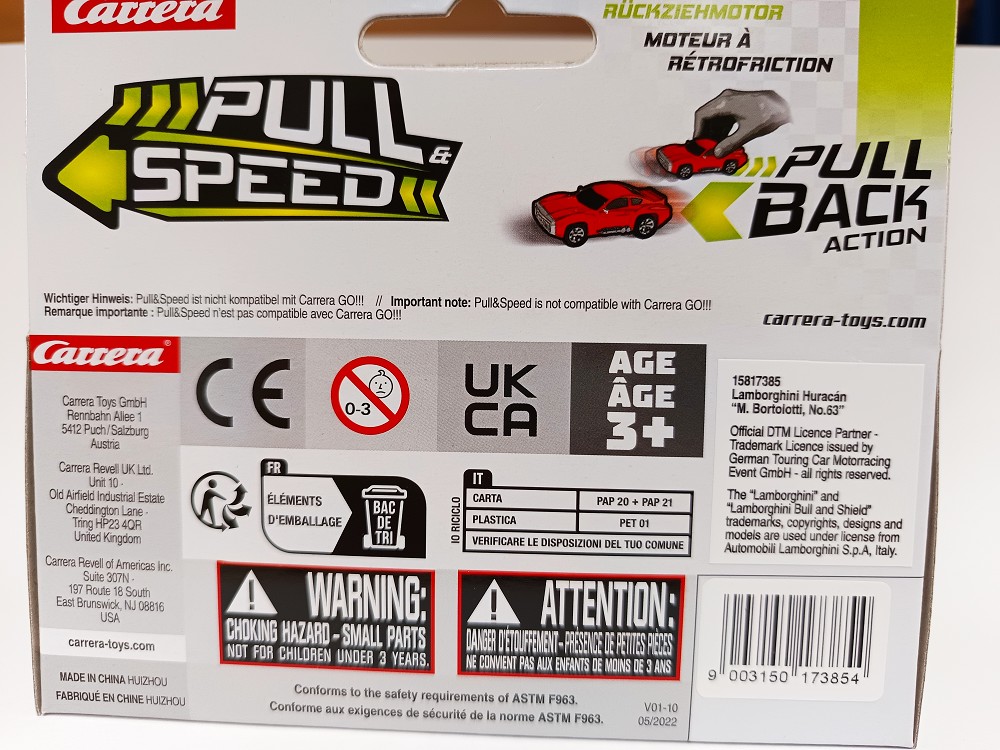 Carrera
RÜCKZIEHMOTOR
MOTEUR À
RÉTROFRICTION
PULL
&
SPEED
PULL
BACK
ACTION
Wichtiger Hinweis: Pull&Speed ist nicht kompatibel mit Carrera GO!!! // Important note: Pull&Speed is not compatible with Carrera GO!!!
Remarque importante : Pull&Speed n'est pas compatible avec Carrera GO!!!
carrera-toys.com
Carrera®
Carrera Toys GmbH
Rennbahn Allee 1
5412 Puch/Salzburg
Austria
Carrera Revell UK Ltd.
Unit 10 -
Old Airfield Industrial Estate
Cheddington Lane -
Tring HP23 4QR
United Kingdom
Carrera Revell of Americas Inc.
Suite 307N -
197 Route 18 South
East Brunswick, NJ 08816
USA
carrera-toys.com
MADE IN CHINA HUIZHOU
FABRIQUÉ EN CHINE HUIZHOU
CE
0-3
UK
CA
AGE
ÂGE
3+
FR
ÉLÉMENTS
D'EMBALLAGE
BAC
DE
TRI
IO RICICLO
IT
CARTA PAP 20 + PAP 21
PLASTICA PET 01
VERIFICARE LE DISPOSIZIONI DEL TUO COMUNE
15817385
Lamborghini Huracán
"M. Bortolotti, No.63"
Official DTM Licence Partner -
Trademark Licence issued by
German Touring Car Motorracing
Event GmbH - all rights reserved.
The "Lamborghini" and
"Lamborghini Bull and Shield"
trademarks, copyrights, designs and
models are used under license from
Automobili Lamborghini S.p.A, Italy.
WARNING:
CHOKING HAZARD - SMALL PARTS
NOT FOR CHILDREN UNDER 3 YEARS.
ATTENTION:
DANGER D'ÉTOUFFEMENT - PRÉSENCE DE PETITES PIÈCES
NE CONVIENT PAS AUX ENFANTS DE MOINS DE 3 ANS
Conforms to the safety requirements of ASTM F963.
Conforme aux exigences de sécurité de la norme ASTM F963.
V01-10
05/2022
9 003150 173854